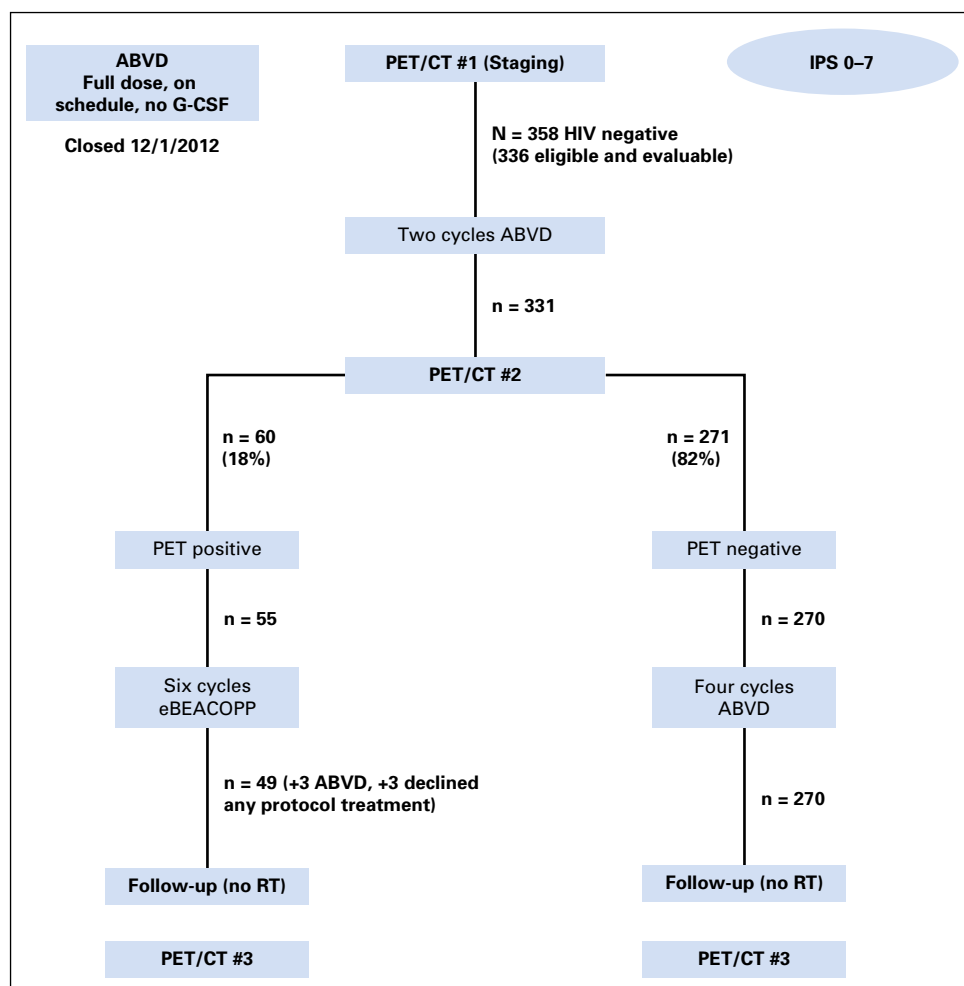 ABVD
Full dose, on
schedule, no G-CSF
Closed 12/1/2012
PET/CT #1 (Staging)
IPS 0–7
N = 358 HIV negative
(336 eligible and evaluable)
Two cycles ABVD
n = 331
PET/CT #2
n = 60
(18%)
n = 271
(82%)
PET positive
PET negative
n = 55
n = 270
Six cycles
eBEACOPP
Four cycles
ABVD
n = 49 (+3 ABVD, +3 declined
any protocol treatment)
n = 270
Follow-up (no RT)
Follow-up (no RT)
PET/CT #3
PET/CT #3